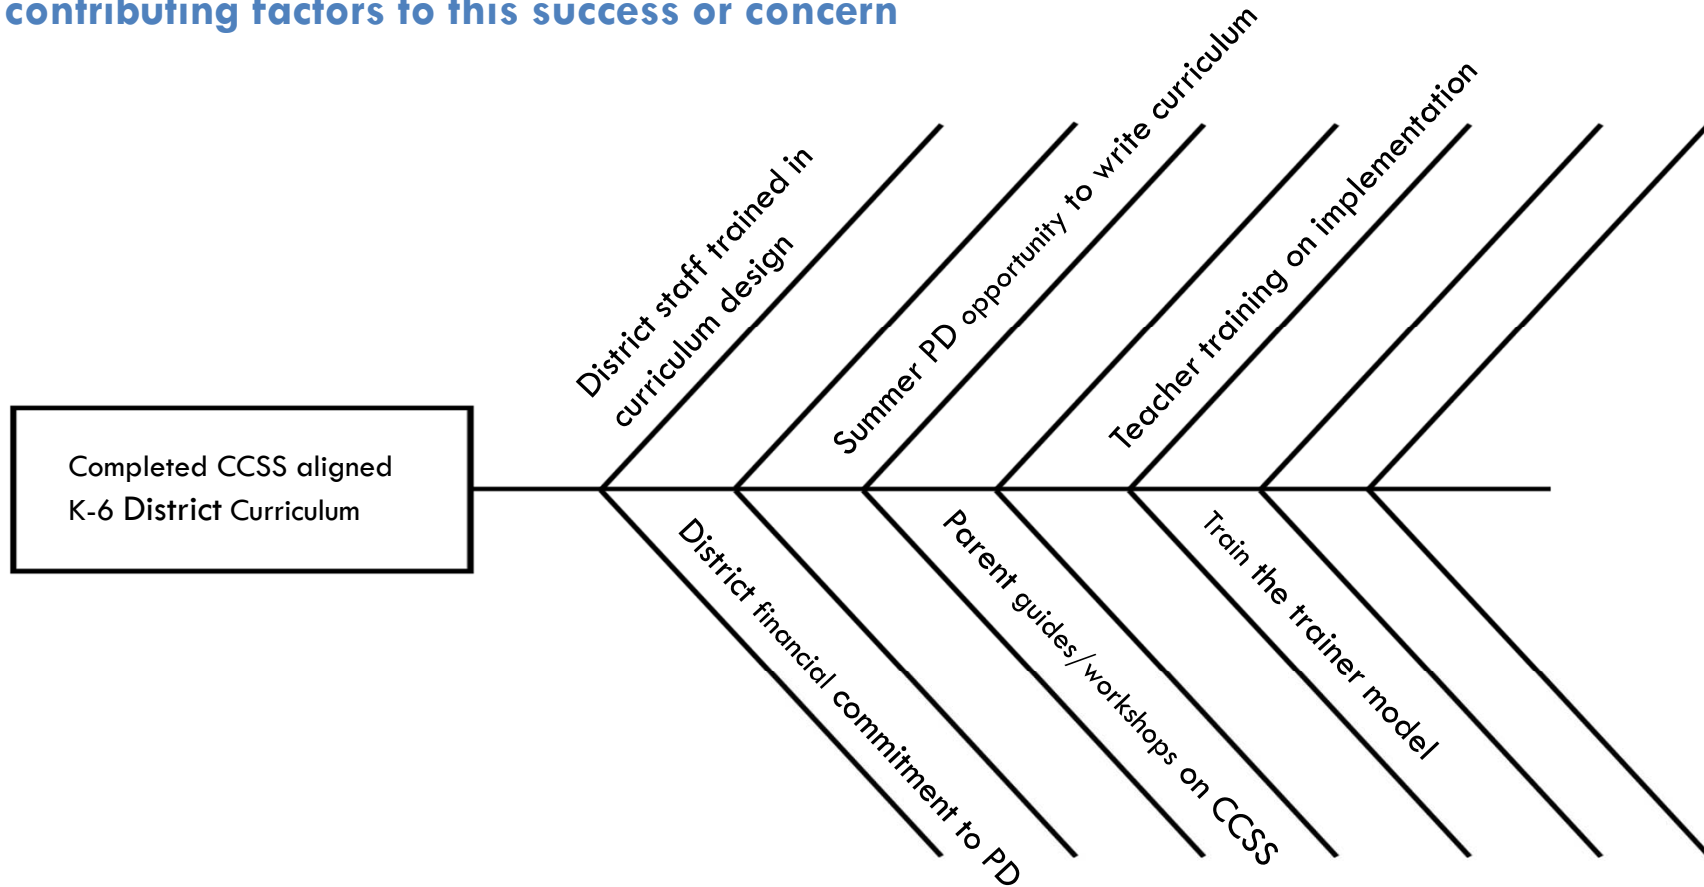 contributing factors to this success or concern
District staff trained in
curriculum design
Summer PD opportunity to write curriculum
Teacher training on implementation
Completed CCSS aligned
K-6 District Curriculum
District financial commitment to PD
Parent guides/workshops on CCSS
Train the trainer model